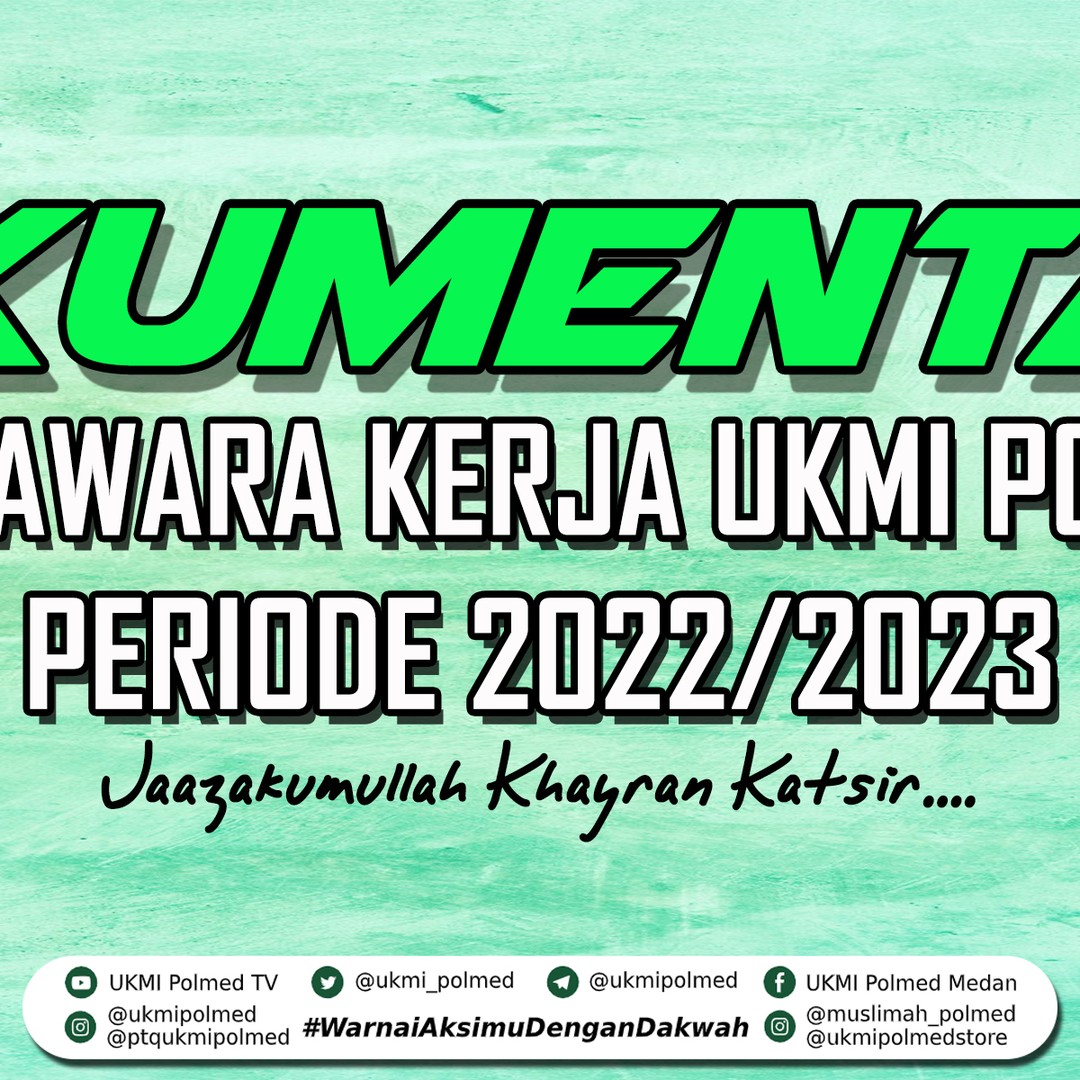 KUMENTA
AWARA KERJA UKMI PO
PERIODE 2022/2023
Jaazakumullah Khayran Katsir....
UKMI Polmed TV @ukmi_polmed @ukmipolmed UKMI Polmed Medan
@ukmipolmed
@ptqukmipolmed
#WarnaiAksimuDenganDakwah
@muslimah_polmed
@ukmipolmedstore